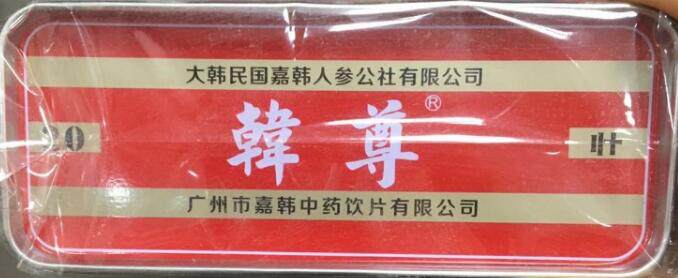 大韩民国嘉韩人参公社有限公司
韓尊®
30 叶
广州市嘉韩中药饮片有限公司